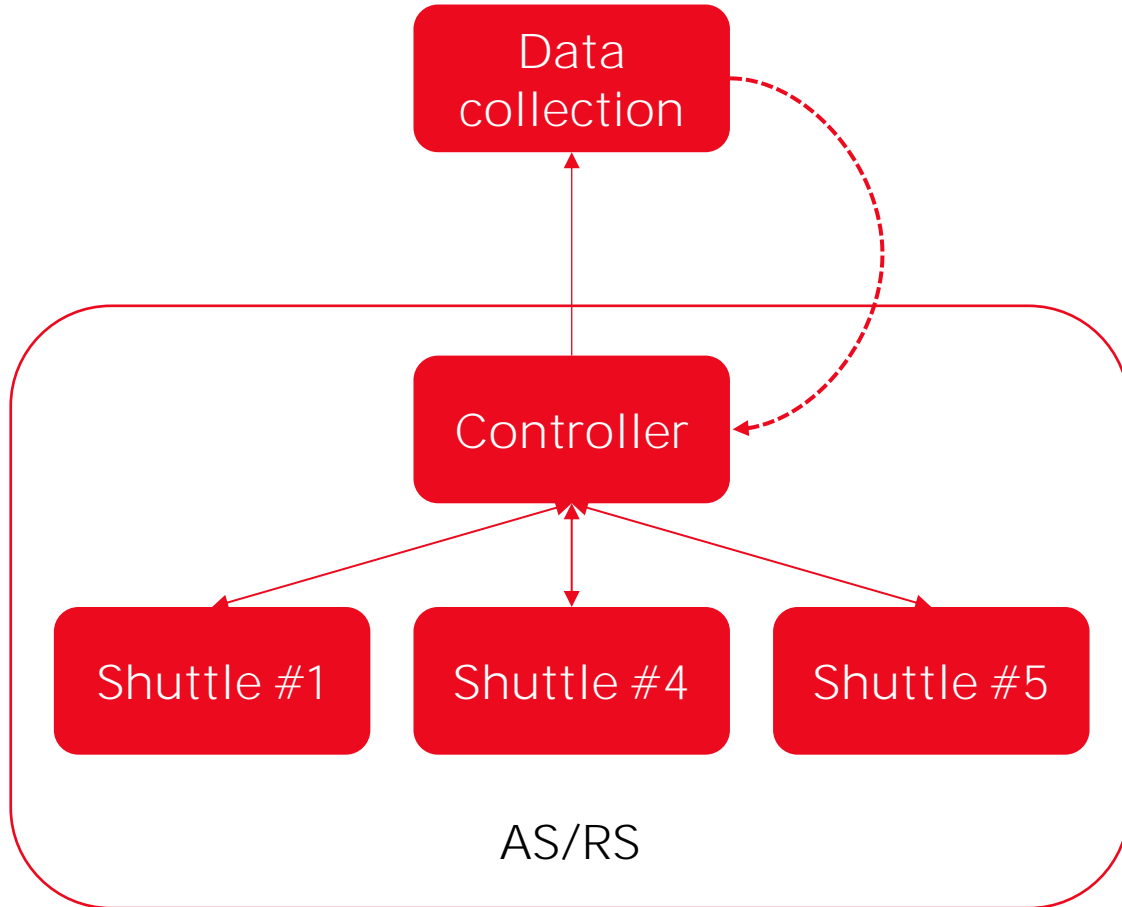 Data
collection
Controller
Shuttle #1
Shuttle #4
Shuttle #5
AS/RS